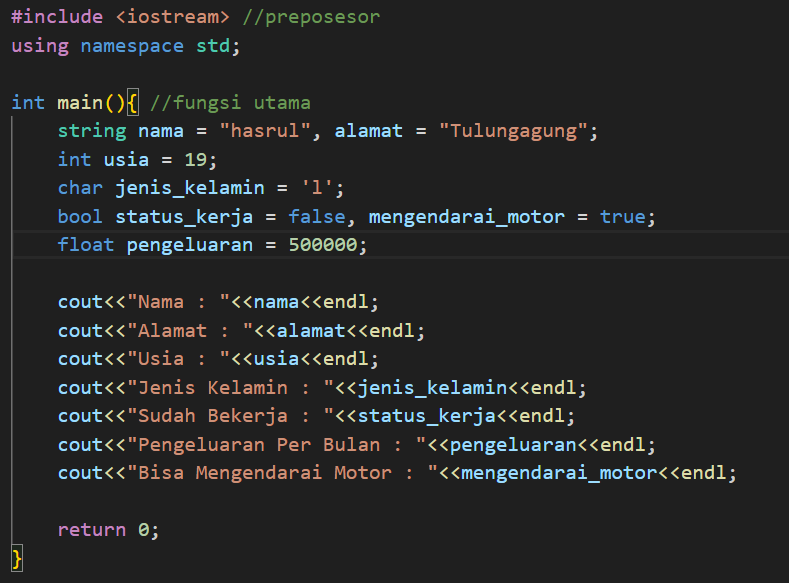 #include <iostream> //preposesor
using namespace std;

int main(){ //fungsi utama
    string nama = "hasrul", alamat = "Tulungagung";
    int usia = 19;
    char jenis_kelamin = 'l';
    bool status_kerja = false, mengendarai_motor = true;
    float pengeluaran = 500000;

    cout<<"Nama : "<<nama<<endl;
    cout<<"Alamat : "<<alamat<<endl;
    cout<<"Usia : "<<usia<<endl;
    cout<<"Jenis Kelamin : "<<jenis_kelamin<<endl;
    cout<<"Sudah Bekerja : "<<status_kerja<<endl;
    cout<<"Pengeluaran Per Bulan : "<<pengeluaran<<endl;
    cout<<"Bisa Mengendarai Motor : "<<mengendarai_motor<<endl;

    return 0;
}